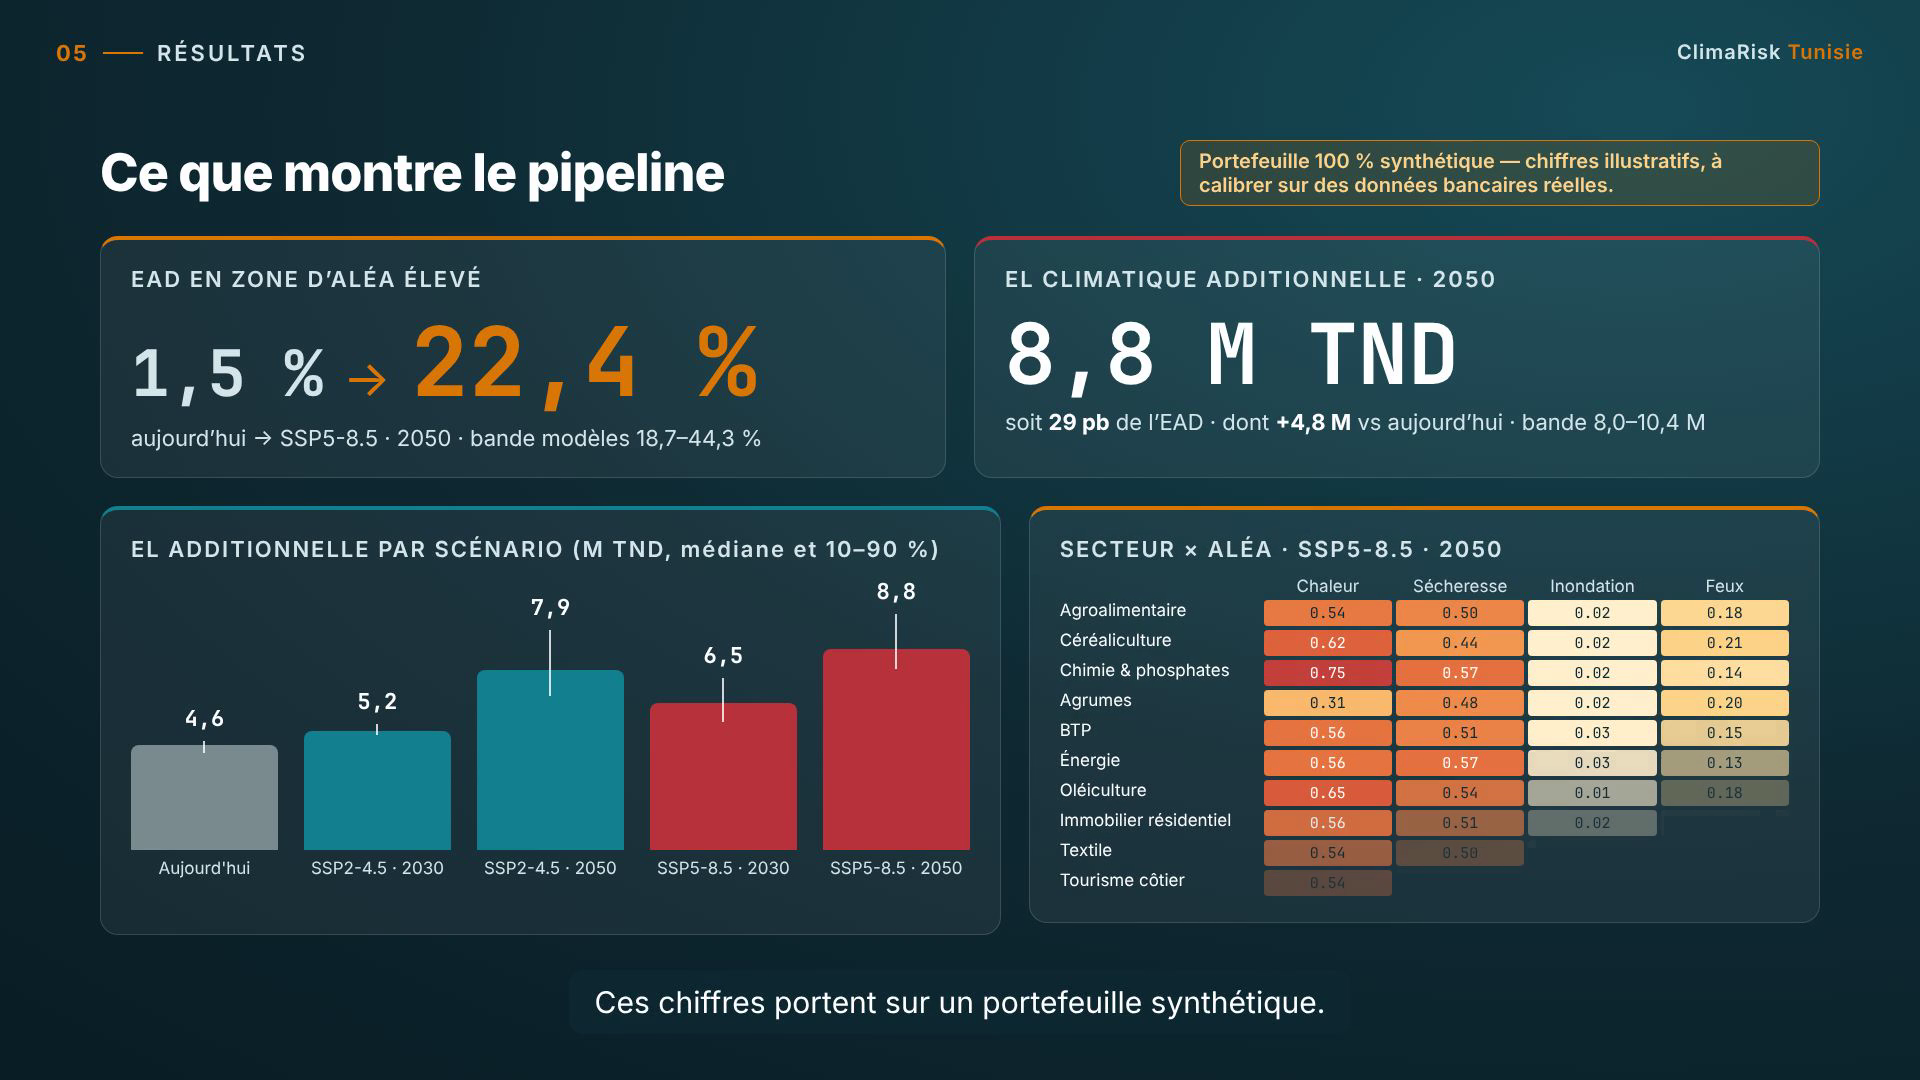 05 — RÉSULTATS
ClimaRisk Tunisie
Ce que montre le pipeline
Portefeuille 100 % synthétique — chiffres illustratifs, à
calibrer sur des données bancaires réelles.
EAD EN ZONE D’ALÉA ÉLEVÉ
1,5 % → 22,4 %
aujourd’hui → SSP5-8.5 · 2050 · bande modèles 18,7–44,3 %
EL CLIMATIQUE ADDITIONNELLE · 2050
8,8 M TND
soit 29 pb de l’EAD · dont +4,8 M vs aujourd’hui · bande 8,0–10,4 M
EL ADDITIONNELLE PAR SCÉNARIO (M TND, médiane et 10–90 %)
4,6 5,2 7,9 6,5 8,8
Aujourd'hui SSP2-4.5 · 2030 SSP2-4.5 · 2050 SSP5-8.5 · 2030 SSP5-8.5 · 2050
SECTEUR × ALÉA · SSP5-8.5 · 2050
Chaleur Sécheresse Inondation Feux
Agroalimentaire 0.54 0.50 0.02 0.18
Céréaliculture 0.62 0.44 0.02 0.21
Chimie & phosphates 0.75 0.57 0.02 0.14
Agrumes 0.31 0.48 0.02 0.20
BTP 0.56 0.51 0.03 0.15
Énergie 0.56 0.57 0.03 0.13
Oléiculture 0.65 0.54 0.01 0.18
Immobilier résidentiel 0.56 0.51 0.02
Textile 0.54 0.50
Tourisme côtier 0.54
Ces chiffres portent sur un portefeuille synthétique.